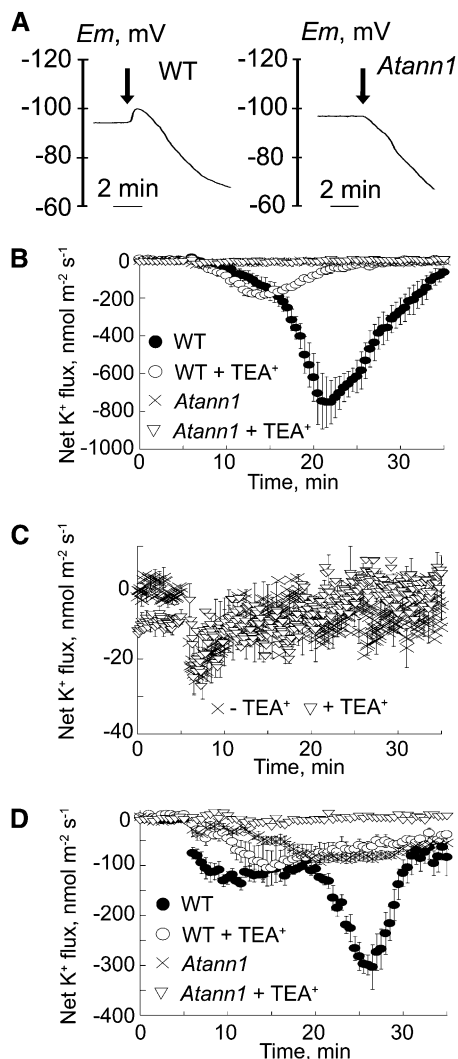 A
Em, mV
Em, mV
WT
Atann1
-120
-100
-80
-60
2 min
-120
-100
-80
-60
2 min
B
Net K⁺ flux, nmol m⁻² s⁻¹
0
-200
-400
-600
-800
-1000
WT
WT + TEA⁺
Atann1
Atann1 + TEA⁺
0 10 20 30
Time, min
C
Net K⁺ flux, nmol m⁻² s⁻¹
0
-20
-40
- TEA⁺ + TEA⁺
0 10 20 30
Time, min
D
Net K⁺ flux, nmol m⁻² s⁻¹
0
-100
-200
-300
-400
WT
WT + TEA⁺
Atann1
Atann1 + TEA⁺
0 10 20 30
Time, min